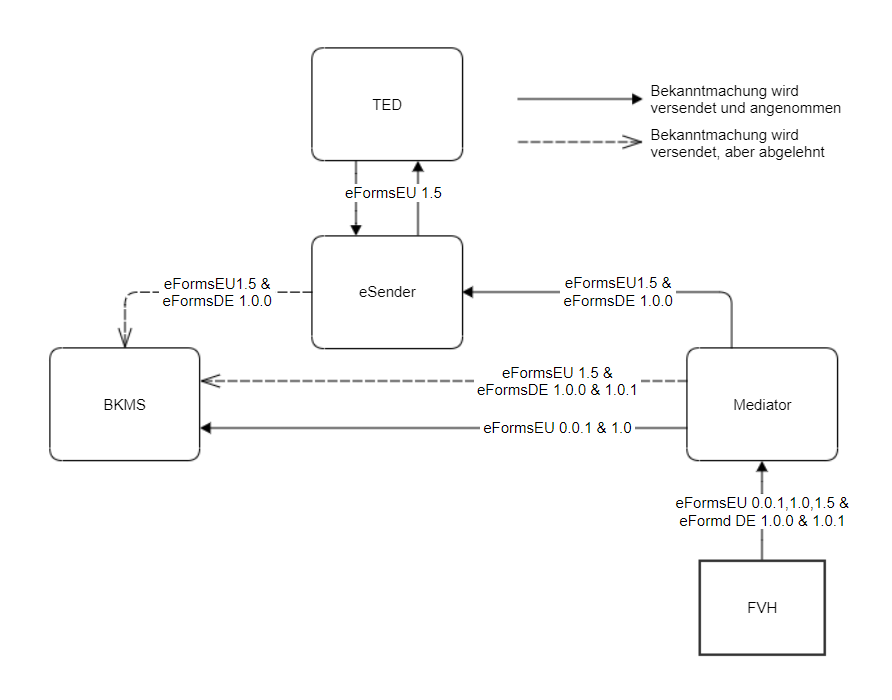 TED
Bekanntmachung wird
versendet und angenommen
Bekanntmachung wird
versendet, aber abgelehnt
eFormsEU 1.5
eFormsEU1.5 &
eFormsDE 1.0.0
eSender
eFormsEU1.5 &
eFormsDE 1.0.0
eFormsEU 1.5 &
eFormsDE 1.0.0 & 1.0.1
BKMS
Mediator
eFormsEU 0.0.1 & 1.0
eFormsEU 0.0.1,1.0,1.5 &
eFormd DE 1.0.0 & 1.0.1
FVH